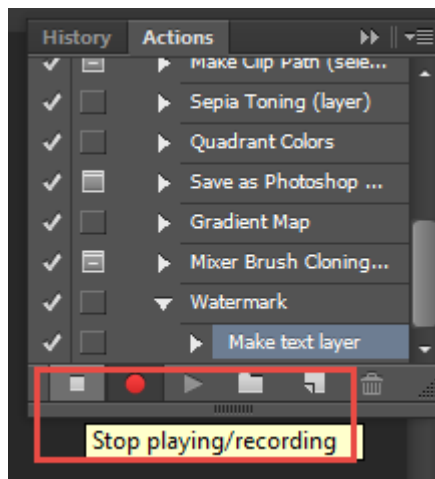 History Actions
Make Clip Path (sele...
Sepia Toning (layer)
Quadrant Colors
Save as Photoshop ...
Gradient Map
Mixer Brush Cloning...
Watermark
Make text layer
Stop playing/recording